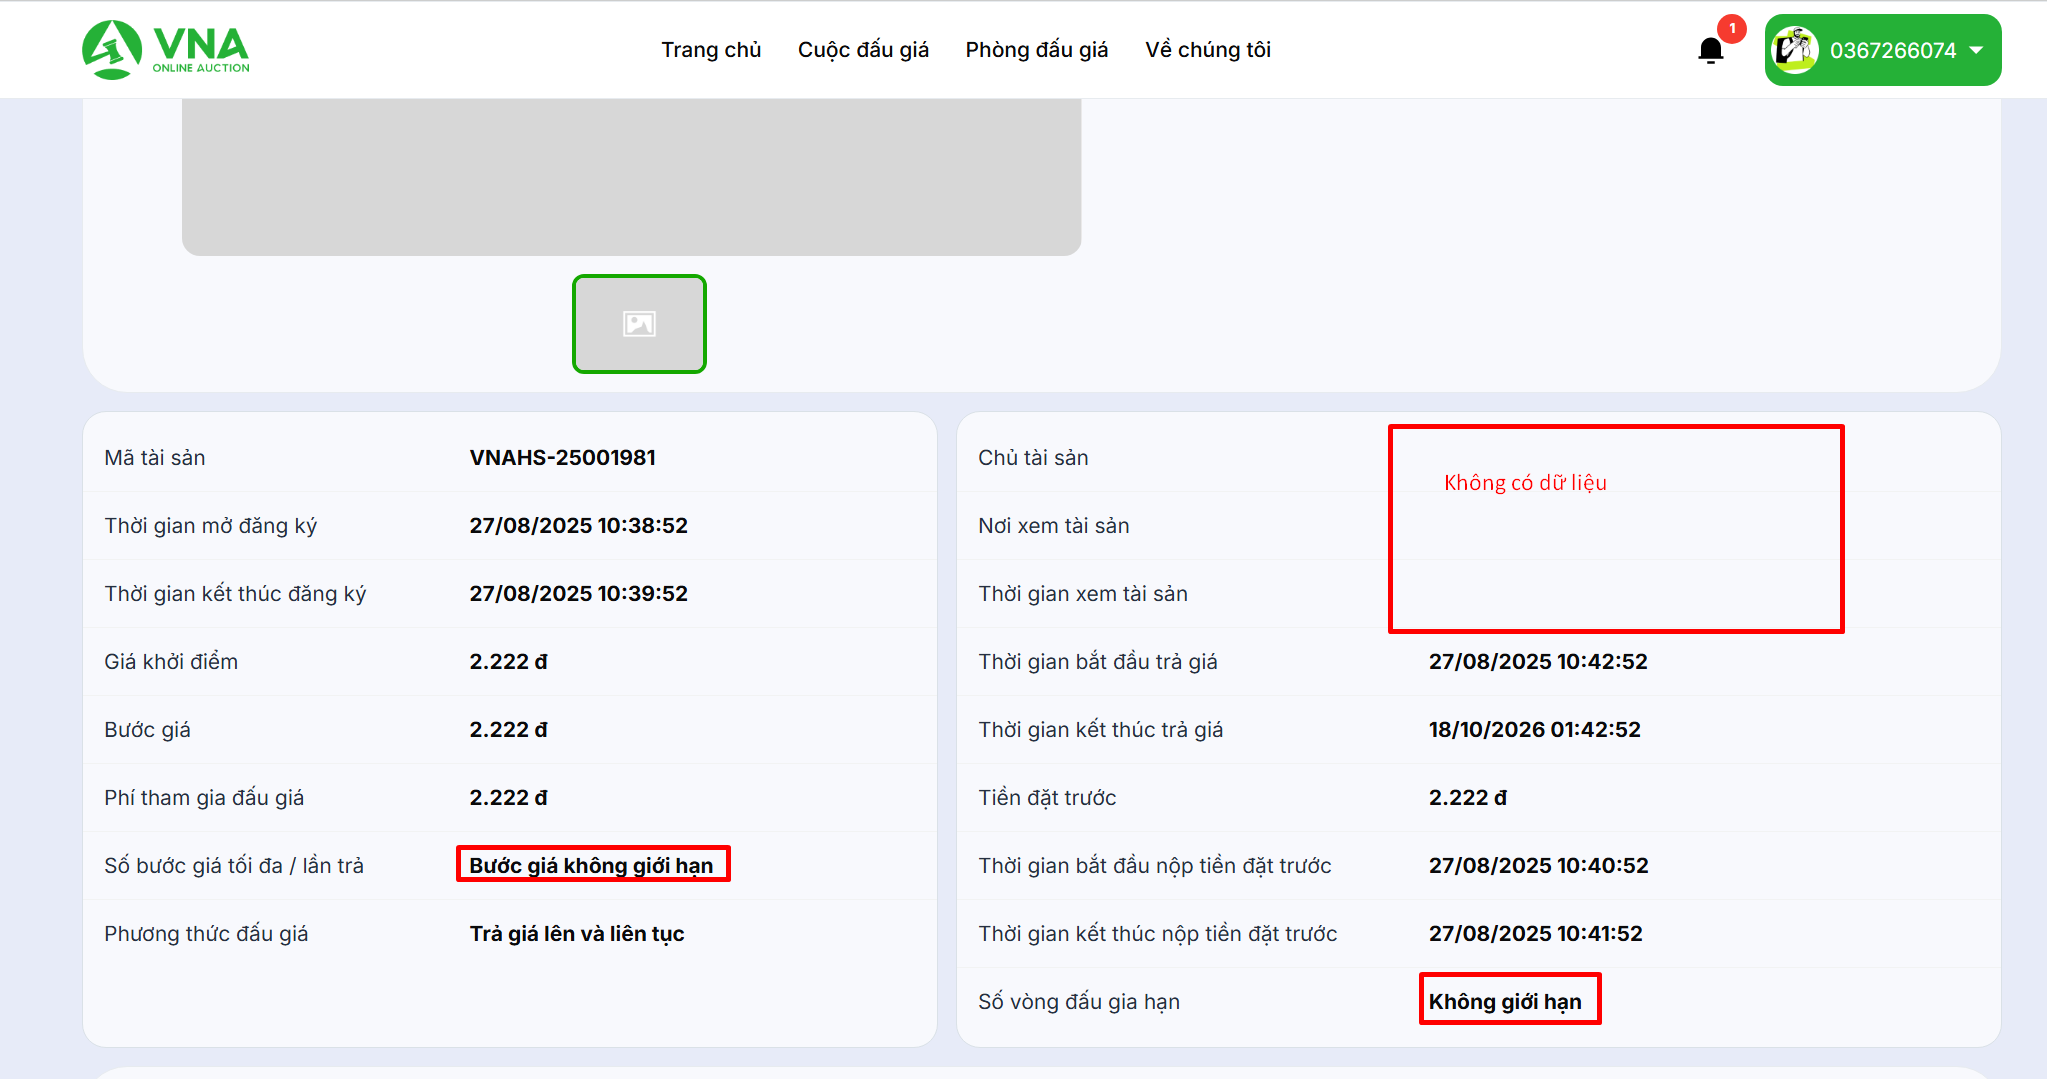 VNA
ONLINE AUCTION
Trang chủ
Cuộc đấu giá
Phòng đấu giá
Về chúng tôi
1
0367266074
Mã tài sản
VNAHS-25001981
Thời gian mở đăng ký
27/08/2025 10:38:52
Thời gian kết thúc đăng ký
27/08/2025 10:39:52
Giá khởi điểm
2.222 đ
Bước giá
2.222 đ
Phí tham gia đấu giá
2.222 đ
Số bước giá tối đa / lần trả
Bước giá không giới hạn
Phương thức đấu giá
Trả giá lên và liên tục
Chủ tài sản
Không có dữ liệu
Nơi xem tài sản
Thời gian xem tài sản
Thời gian bắt đầu trả giá
27/08/2025 10:42:52
Thời gian kết thúc trả giá
18/10/2026 01:42:52
Tiền đặt trước
2.222 đ
Thời gian bắt đầu nộp tiền đặt trước
27/08/2025 10:40:52
Thời gian kết thúc nộp tiền đặt trước
27/08/2025 10:41:52
Số vòng đấu gia hạn
Không giới hạn